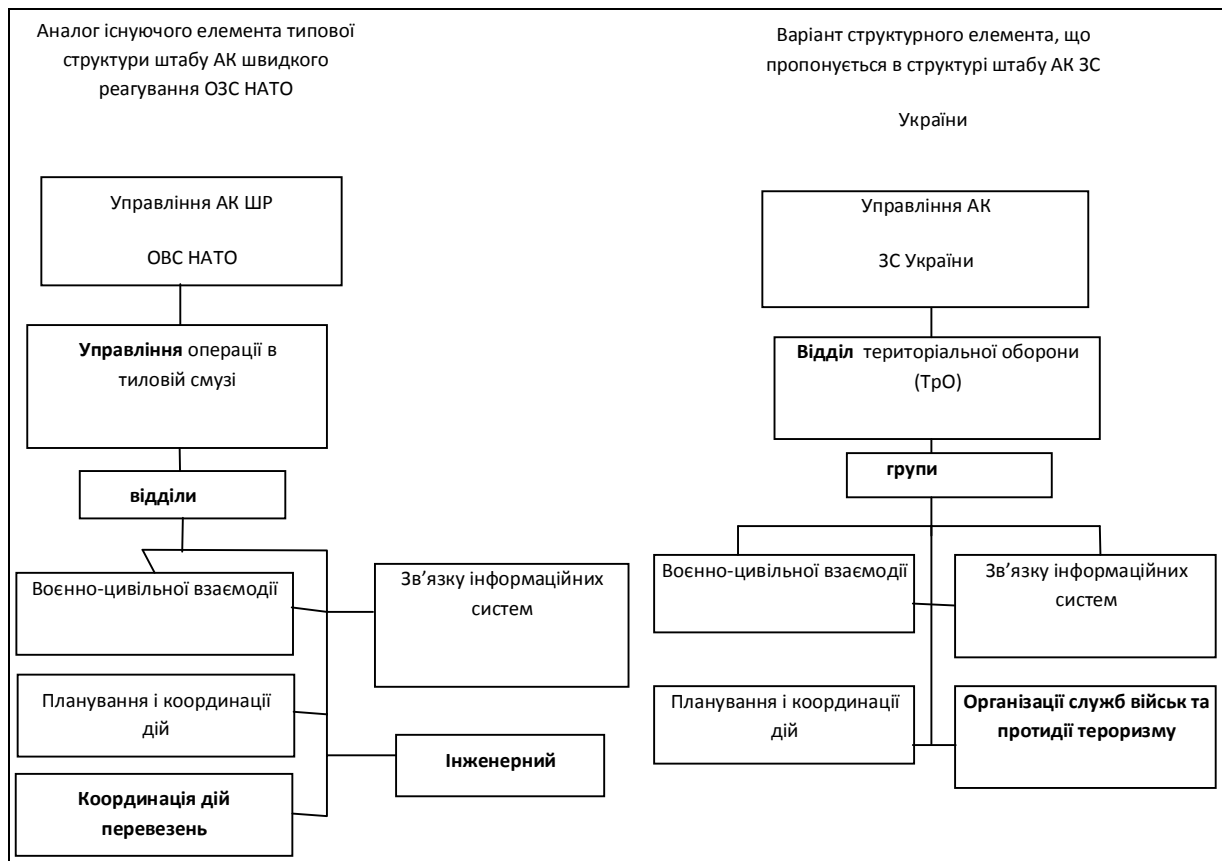 Аналог існуючого елемента типової
структури штабу АК швидкого
реагування ОЗС НАТО
Управління АК ШР
ОВС НАТО
Управління операції в
тиловій смузі
відділи
Воєнно-цивільної взаємодії
Зв’язку інформаційних
систем
Планування і координації
дій
Інженерний
Координація дій
перевезень
Варіант структурного елемента, що
пропонується в структурі штабу АК ЗС
України
Управління АК
ЗС України
Відділ територіальної оборони
(ТрО)
групи
Воєнно-цивільної взаємодії
Зв’язку інформаційних
систем
Планування і координації
дій
Організації служб військ та
протидії тероризму